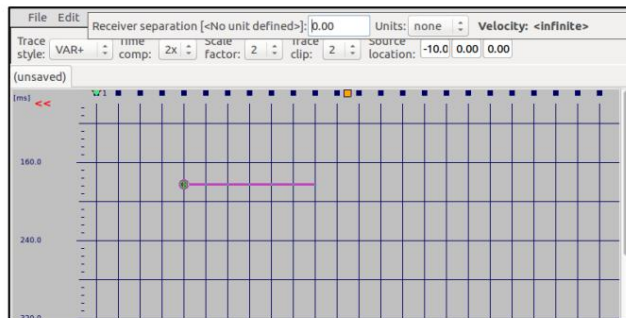 File Edit
Receiver separation [<No unit defined>]: 0.00 Units: none Velocity: <infinite>
Trace style: VAR+ Time comp: 2x Scale factor: 2 Trace clip: 2 Source location: -10.0 0.00 0.00
(unsaved)
[ms] <<
160.0
240.0
320.0